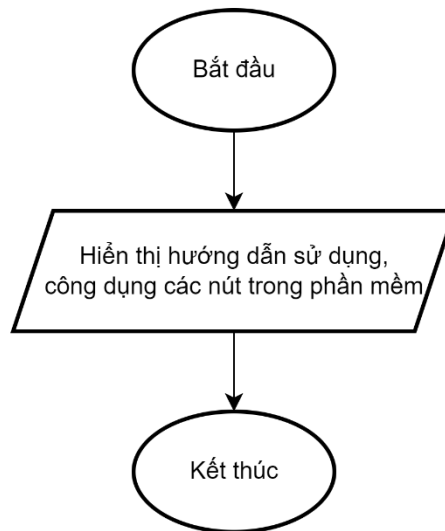 Bắt đầu
Hiển thị hướng dẫn sử dụng,
công dụng các nút trong phần mềm
Kết thúc